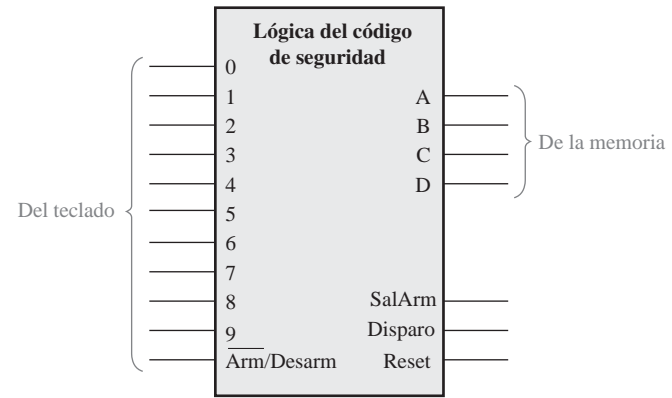 Lógica del código
de seguridad
0
1
2
3
4
5
6
7
8
9
Arm/Desarm
A
B
C
D
SalArm
Disparo
Reset
Del teclado
De la memoria